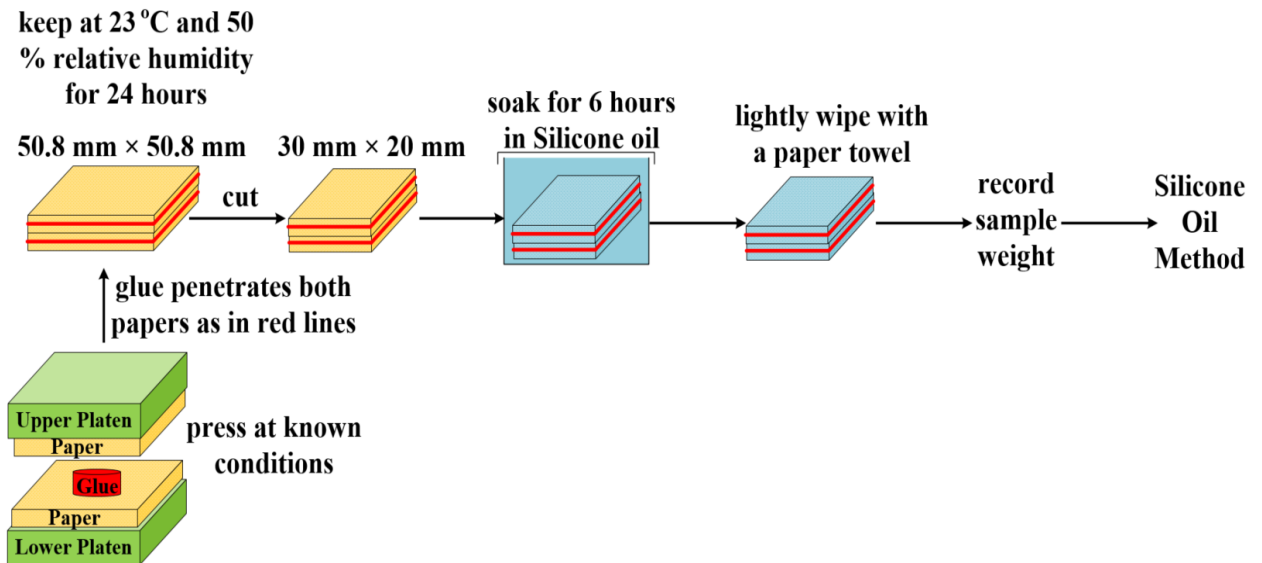 keep at 23 ºC and 50
% relative humidity
for 24 hours
50.8 mm × 50.8 mm
cut
30 mm × 20 mm
soak for 6 hours
in Silicone oil
lightly wipe with
a paper towel
record
sample
weight
Silicone
Oil
Method
glue penetrates both
papers as in red lines
Upper Platen
Paper
press at known
conditions
Glue
Paper
Lower Platen